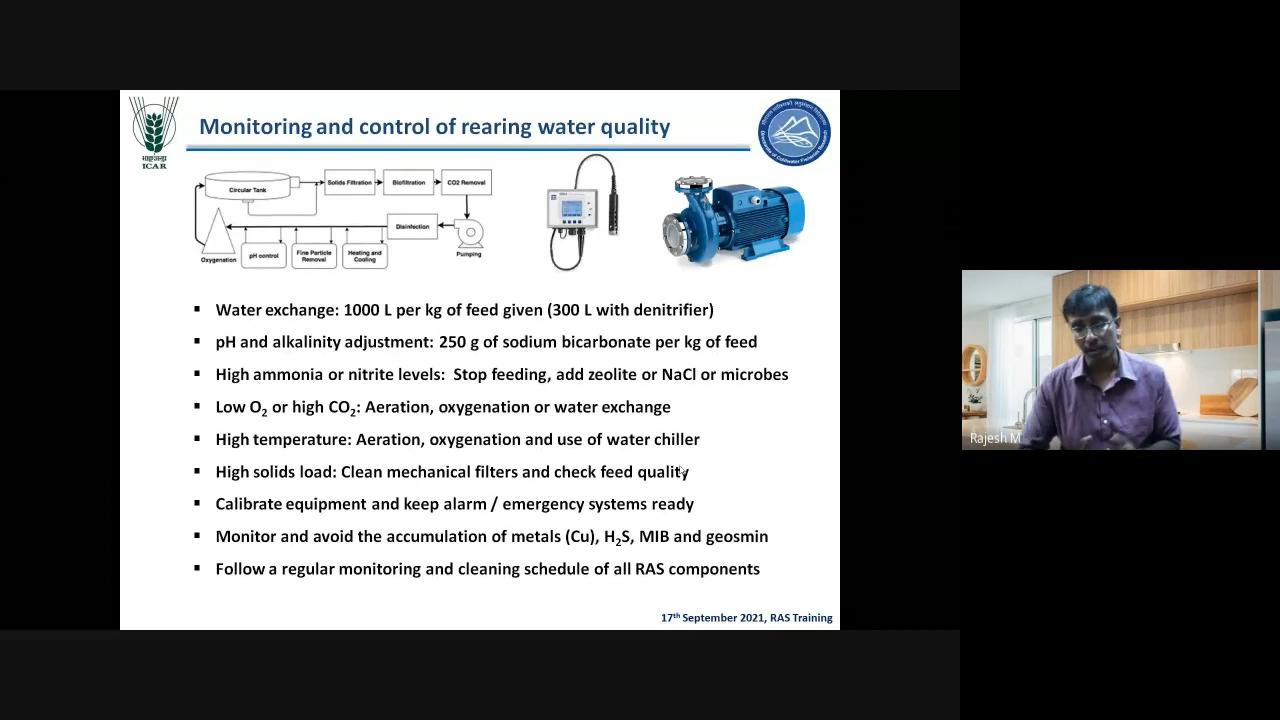 Monitoring and control of rearing water quality
ICAR
Directorate of Coldwater Fisheries Research
Circular Tank
Solids Filtration
Biofiltration
CO2 Removal
Oxygenation
pH control
Fine Particle
Removal
Heating and
Cooling
Disinfection
Pumping
▪ Water exchange: 1000 L per kg of feed given (300 L with denitrifier)
▪ pH and alkalinity adjustment: 250 g of sodium bicarbonate per kg of feed
▪ High ammonia or nitrite levels: Stop feeding, add zeolite or NaCl or microbes
▪ Low O₂ or high CO₂: Aeration, oxygenation or water exchange
▪ High temperature: Aeration, oxygenation and use of water chiller
▪ High solids load: Clean mechanical filters and check feed quality
▪ Calibrate equipment and keep alarm / emergency systems ready
▪ Monitor and avoid the accumulation of metals (Cu), H₂S, MIB and geosmin
▪ Follow a regular monitoring and cleaning schedule of all RAS components
17th September 2021, RAS Training
Rajesh M